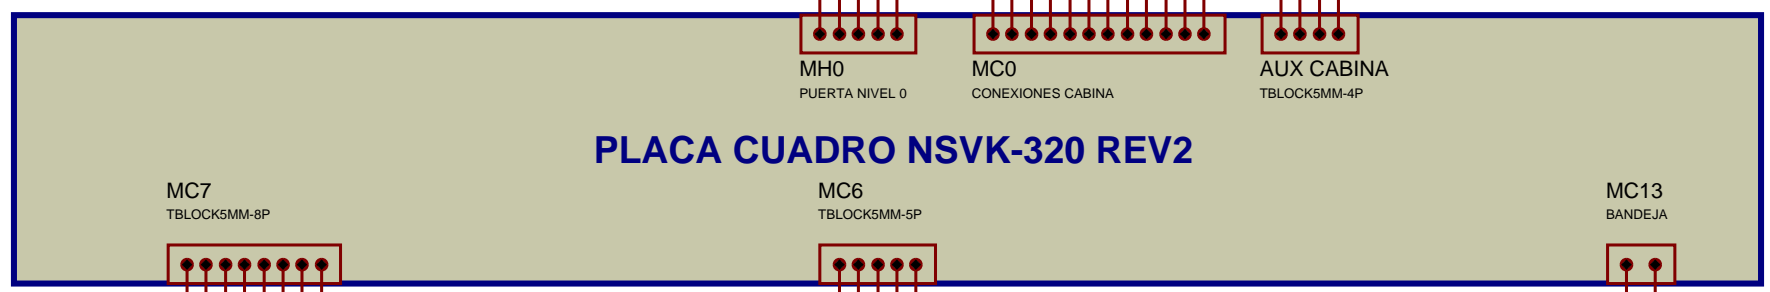 MH0
PUERTA NIVEL 0
MC0
CONEXIONES CABINA
AUX CABINA
TBLOCK5MM-4P
PLACA CUADRO NSVK-320 REV2
MC7
TBLOCK5MM-8P
MC6
TBLOCK5MM-5P
MC13
BANDEJA